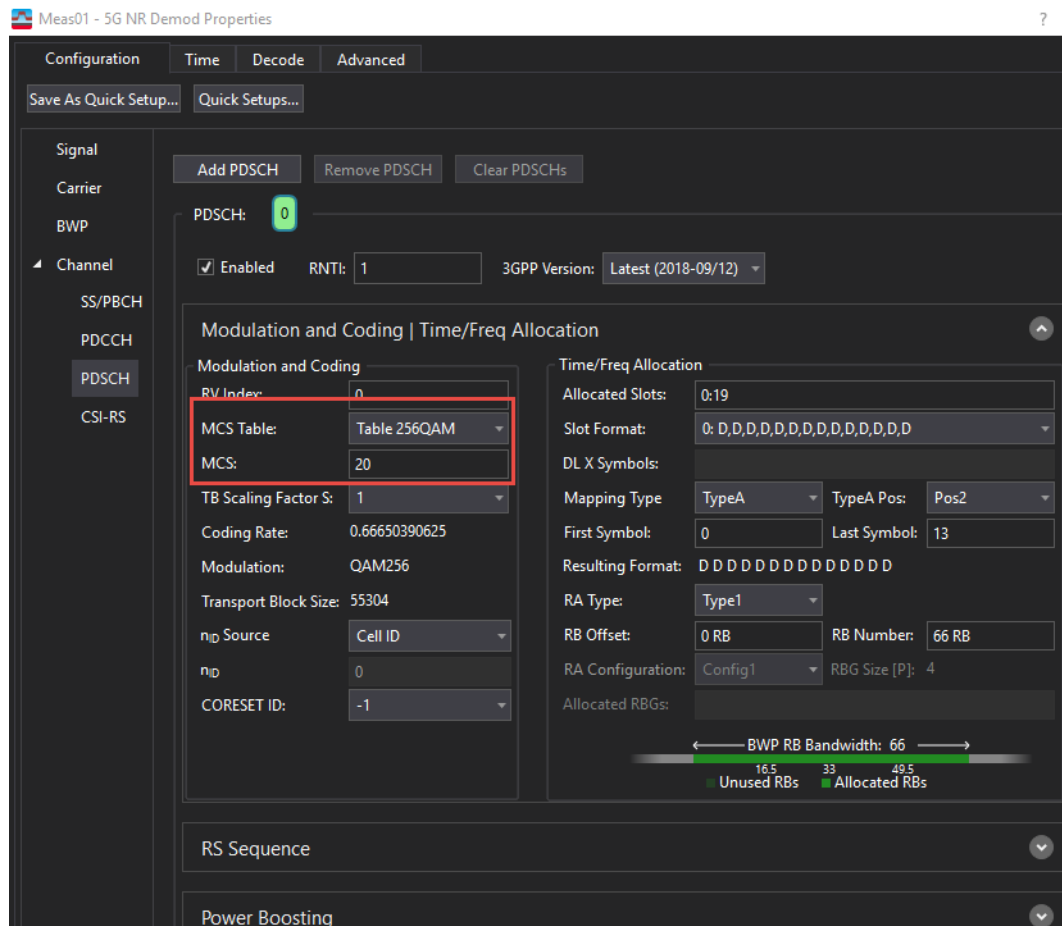 Meas01 - 5G NR Demod Properties ?
Configuration Time Decode Advanced
Save As Quick Setup... Quick Setups...
Signal
Carrier
BWP
Channel
SS/PBCH
PDCCH
PDSCH
CSI-RS
Add PDSCH Remove PDSCH Clear PDSCHs
PDSCH: 0
Enabled RNTI: 1 3GPP Version: Latest (2018-09/12)
Modulation and Coding | Time/Freq Allocation
Modulation and Coding
RV Index: 0
MCS Table: Table 256QAM
MCS: 20
TB Scaling Factor S: 1
Coding Rate: 0.66650390625
Modulation: QAM256
Transport Block Size: 55304
nID Source Cell ID
nID 0
CORESET ID: -1
Time/Freq Allocation
Allocated Slots: 0:19
Slot Format: 0: D,D,D,D,D,D,D,D,D,D,D,D,D,D
DL X Symbols:
Mapping Type TypeA TypeA Pos: Pos2
First Symbol: 0 Last Symbol: 13
Resulting Format: D D D D D D D D D D D D D D
RA Type: Type1
RB Offset: 0 RB RB Number: 66 RB
RA Configuration: Config1 RBG Size [P]: 4
Allocated RBGs:
BWP RB Bandwidth: 66
16.5 33 49.5
Unused RBs Allocated RBs
RS Sequence
Power Boosting